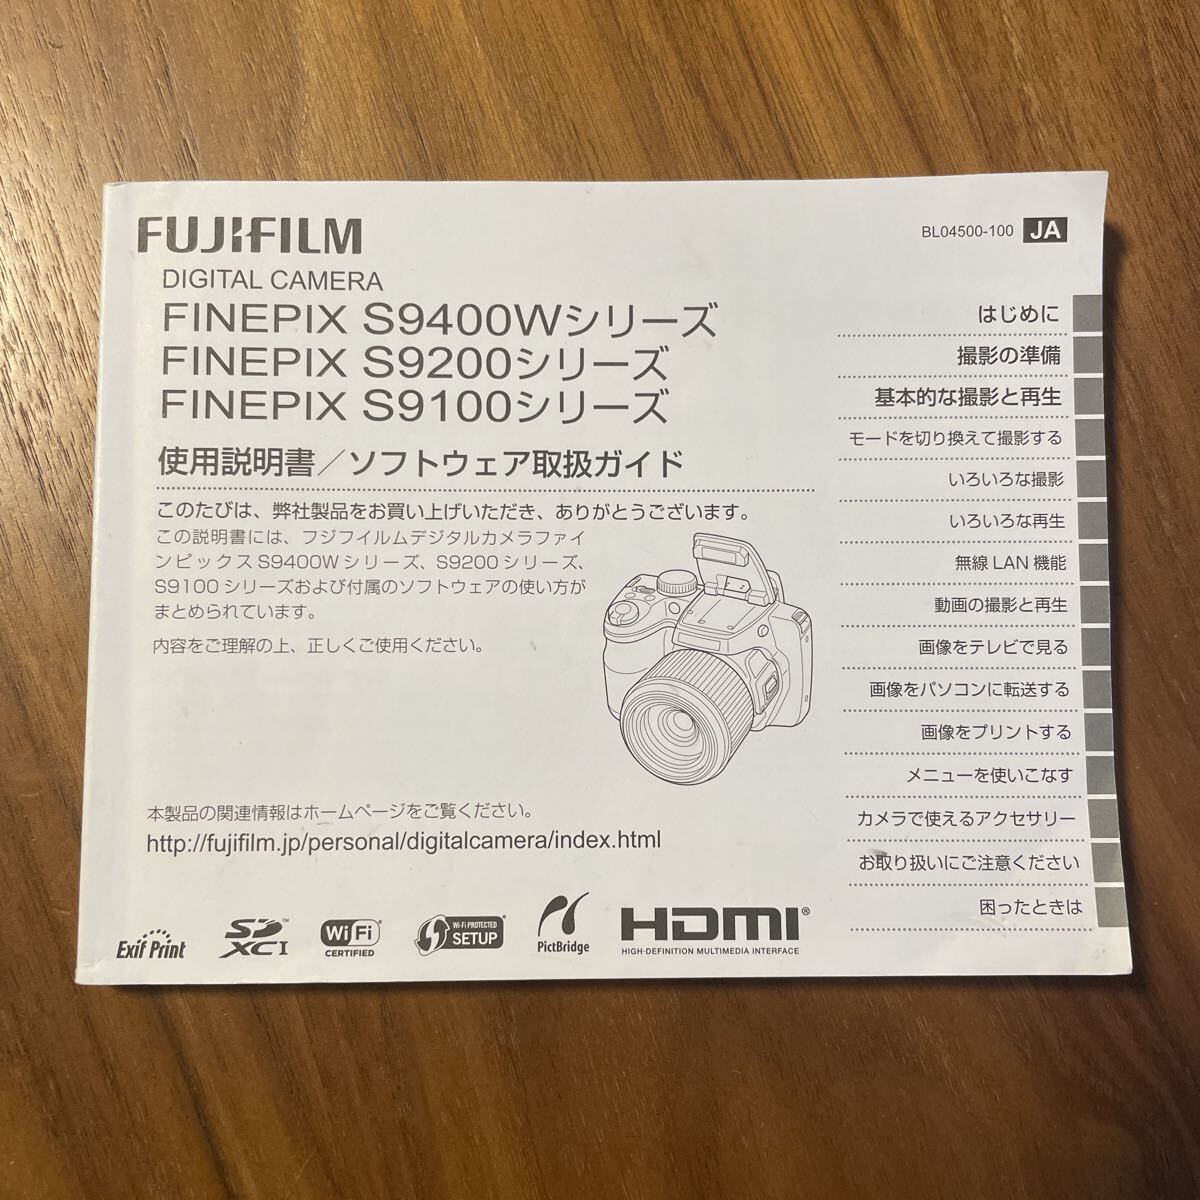 FUJIFILM
BL04500-100 JA
DIGITAL CAMERA
FINEPIX S9400Wシリーズ
FINEPIX S9200シリーズ
FINEPIX S9100シリーズ
使用説明書/ソフトウェア取扱ガイド
このたびは、弊社製品をお買い上げいただき、ありがとうございます。
この説明書には、フジフイルムデジタルカメラファイ
ンピックス S9400W シリーズ、S9200 シリーズ、
S9100 シリーズおよび付属のソフトウェアの使い方が
まとめられています。
内容をご理解の上、正しくご使用ください。
本製品の関連情報はホームページをご覧ください。
http://fujifilm.jp/personal/digitalcamera/index.html
はじめに
撮影の準備
基本的な撮影と再生
モードを切り換えて撮影する
いろいろな撮影
いろいろな再生
無線 LAN 機能
動画の撮影と再生
画像をテレビで見る
画像をパソコンに転送する
画像をプリントする
メニューを使いこなす
カメラで使えるアクセサリー
お取り扱いにご注意ください
困ったときは
Exif Print
SD XC I ™
Wi Fi CERTIFIED ®
Wi-Fi PROTECTED SETUP ®
PictBridge
HDMI ®
HIGH-DEFINITION MULTIMEDIA INTERFACE